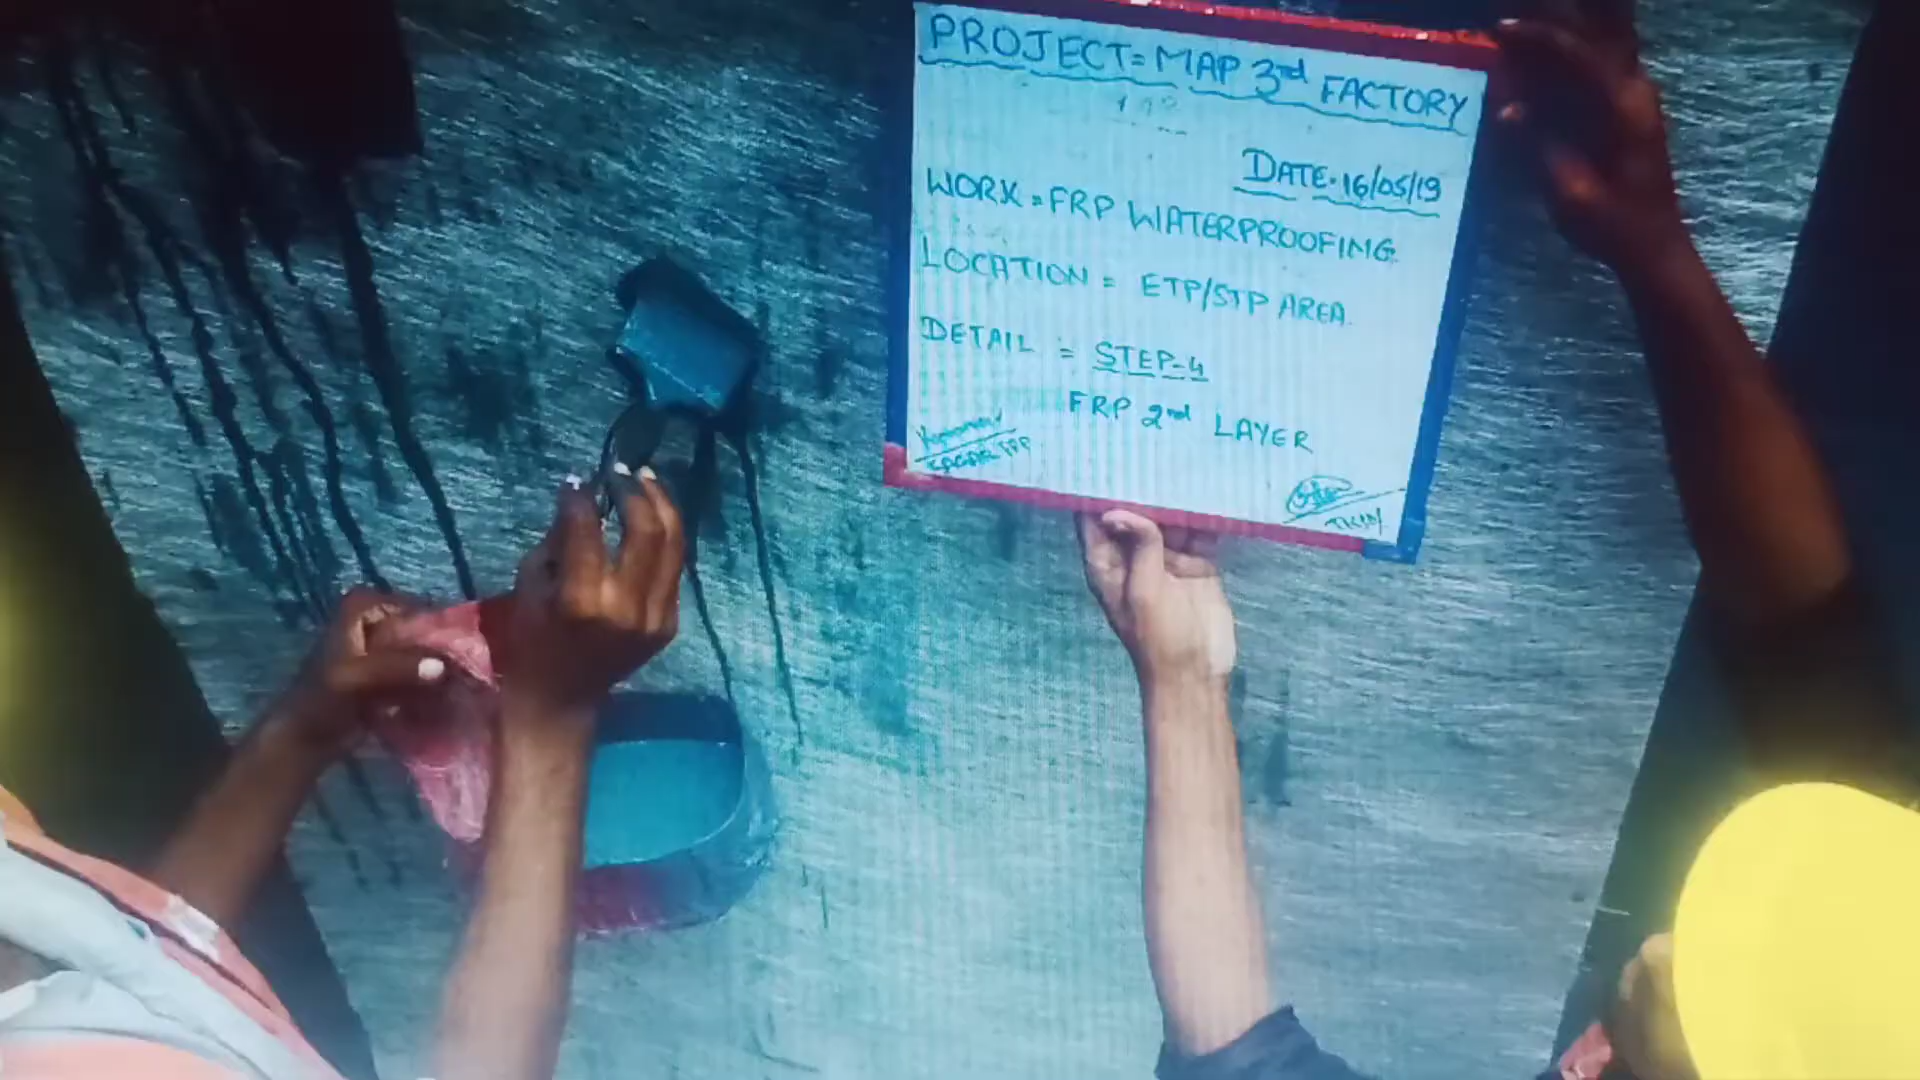 PROJECT = MAP 3rd FACTORY
DATE. 16/05/19
WORK = FRP WATERPROOFING.
LOCATION = ETP/STP AREA.
DETAIL = STEP-4
FRP 2nd LAYER